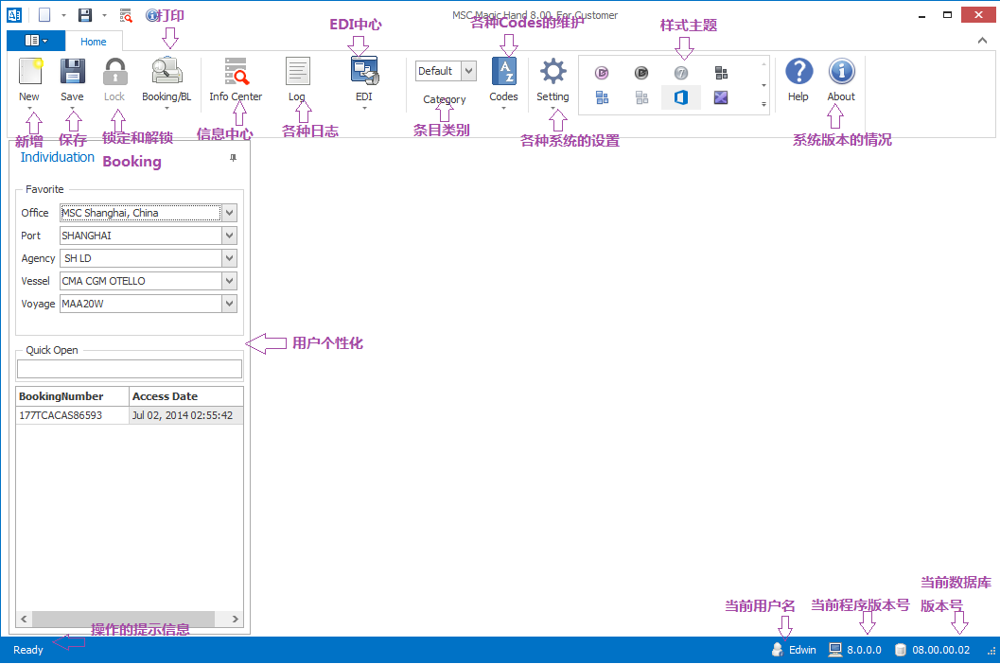 打印
MSC Magic Hand 8.00, For Customer
EDI中心
各种Codes的维护
样式主题
Home
Default
New
Save
Lock
Booking/BL
Info Center
Log
EDI
Category
Codes
Setting
Help
About
新增
保存
锁定和解锁
信息中心
各种日志
条目类别
各种系统的设置
系统版本的情况
Individuation
Booking
Favorite
Office MSC Shanghai, China
Port SHANGHAI
Agency SH LD
Vessel CMA CGM OTELLO
Voyage MAA20W
用户个性化
Quick Open
BookingNumber Access Date
177TCACAS86593 Jul 02, 2014 02:55:42
当前数据库
版本号
当前用户名
当前程序版本号
操作的提示信息
Ready
Edwin
8.0.0.0
08.00.00.02